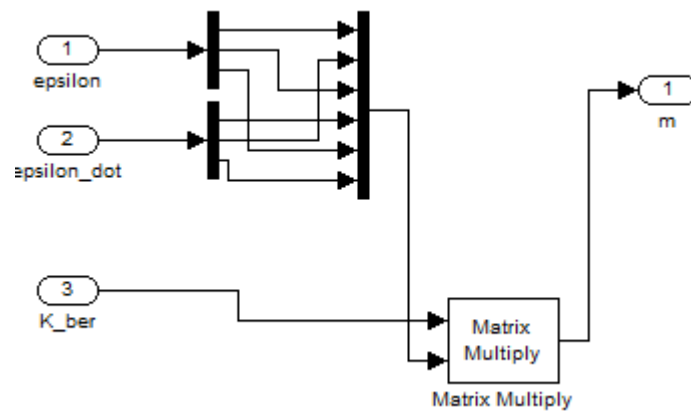 1
epsilon
1
m
2
epsilon_dot
3
K_ber
Matrix
Multiply
Matrix Multiply